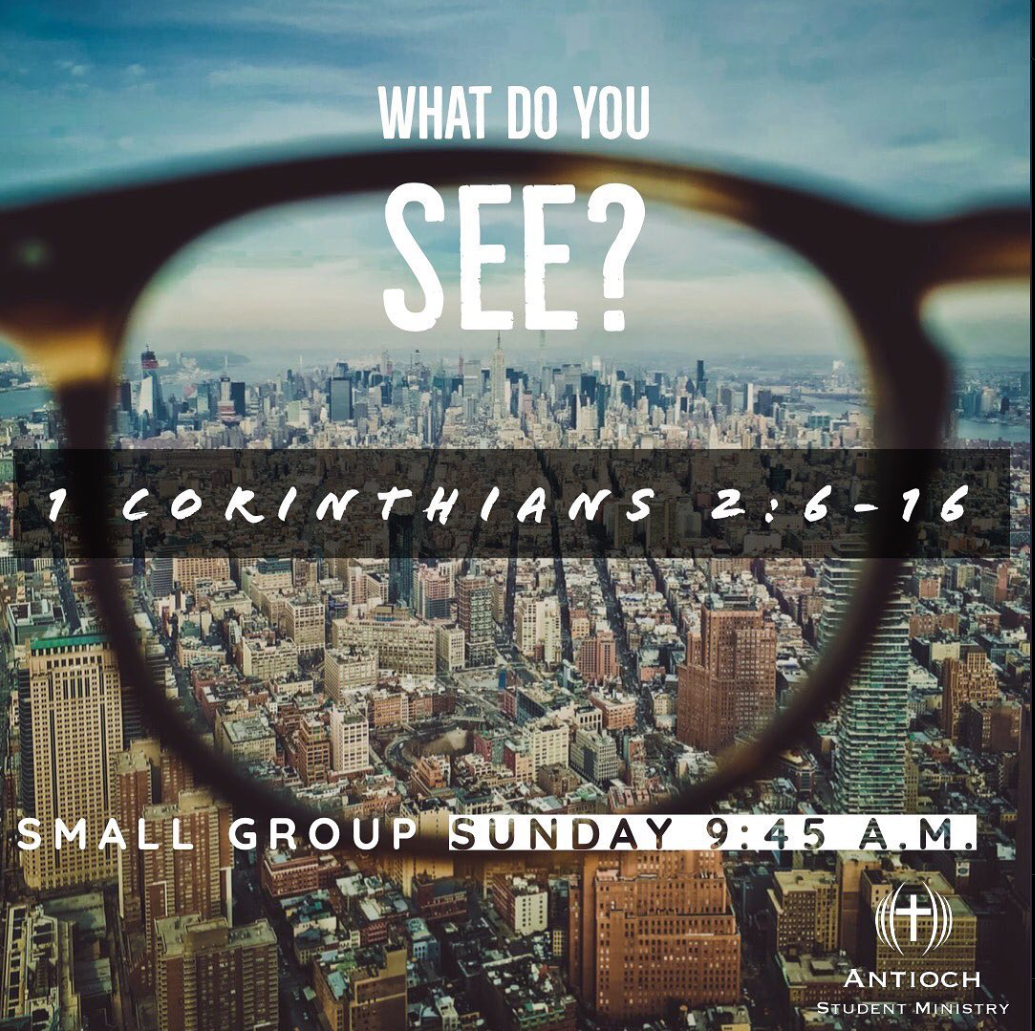 WHAT DO YOU
SEE?
1 CORINTHIANS 2:6-16
SMALL GROUP SUNDAY 9:45 A.M.
ANTIOCH
STUDENT MINISTRY